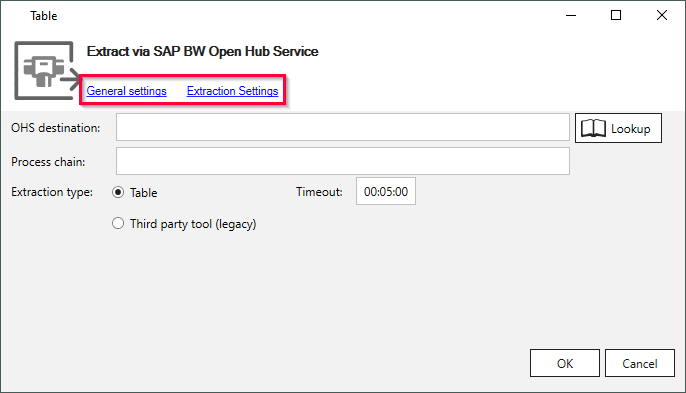 Table
Extract via SAP BW Open Hub Service
General settings Extraction Settings
OHS destination: Lookup
Process chain:
Extraction type: Table Timeout: 00:05:00
Third party tool (legacy)
OK Cancel